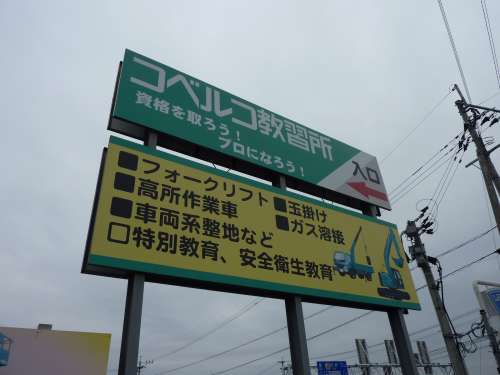 コベルコ教習所
資格を取ろう!
プロになろう!
入口
■フォークリフト ■玉掛け
■高所作業車 ■ガス溶接
■車両系整地など
□特別教育、安全衛生教育